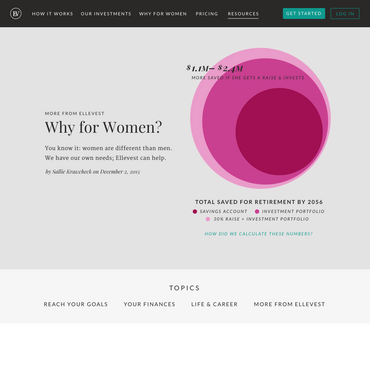 HOW IT WORKS OUR INVESTMENTS WHY FOR WOMEN PRICING RESOURCES GET STARTED LOG IN
$1.1M– $2.4M
MORE SAVED IF SHE GETS A RAISE & INVESTS
MORE FROM ELLEVEST
Why for Women?
You know it: women are different than men.
We have our own needs; Ellevest can help.
by Sallie Krawcheck on December 2, 2015
TOTAL SAVED FOR RETIREMENT BY 2056
SAVINGS ACCOUNT INVESTMENT PORTFOLIO
30% RAISE + INVESTMENT PORTFOLIO
HOW DID WE CALCULATE THESE NUMBERS?
TOPICS
REACH YOUR GOALS YOUR FINANCES LIFE & CAREER MORE FROM ELLEVEST